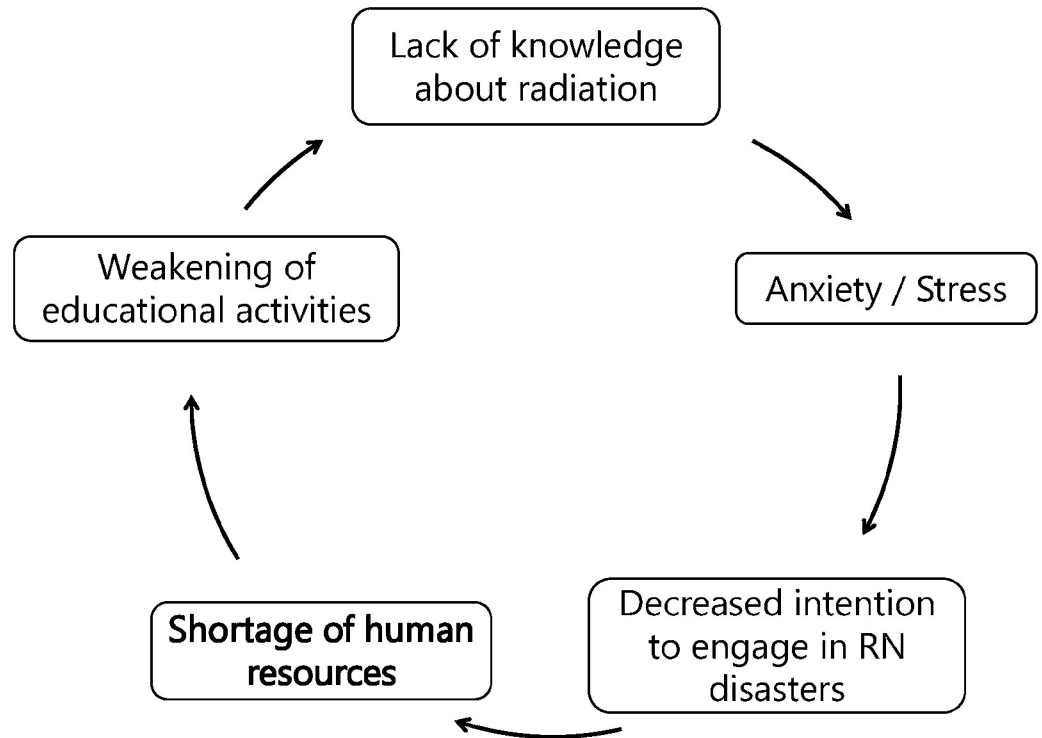 Lack of knowledge
about radiation
Anxiety / Stress
Decreased intention
to engage in RN
disasters
Shortage of human
resources
Weakening of
educational activities